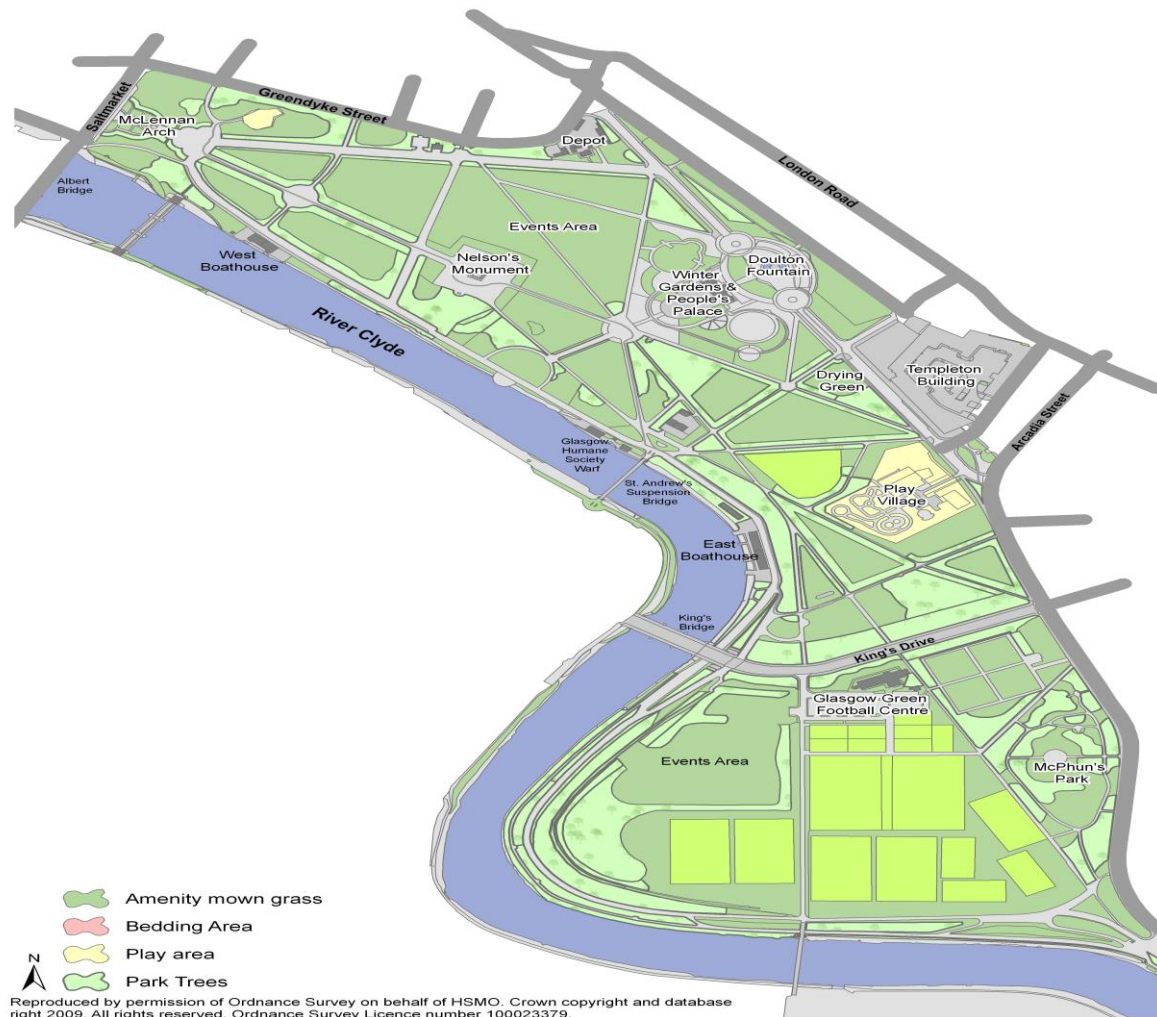 Greendyke Street
Saltmarket
McLennan
Arch
Depot
London Road
Albert
Bridge
Events Area
West
Boathouse
Nelson's
Monument
Doulton
Fountain
Winter
Gardens &
People's
Palace
River Clyde
Drying
Green
Templeton
Building
Arcadia Street
Glasgow
Humane
Society
Warf
St. Andrew's
Suspension
Bridge
Play
Village
East
Boathouse
King's
Bridge
King's Drive
Glasgow Green
Football Centre
Events Area
McPhun's
Park
Amenity mown grass
Bedding Area
Play area
Park Trees
N
Reproduced by permission of Ordnance Survey on behalf of HSMO. Crown copyright and database
right 2009. All rights reserved. Ordnance Survey Licence number 100023379.